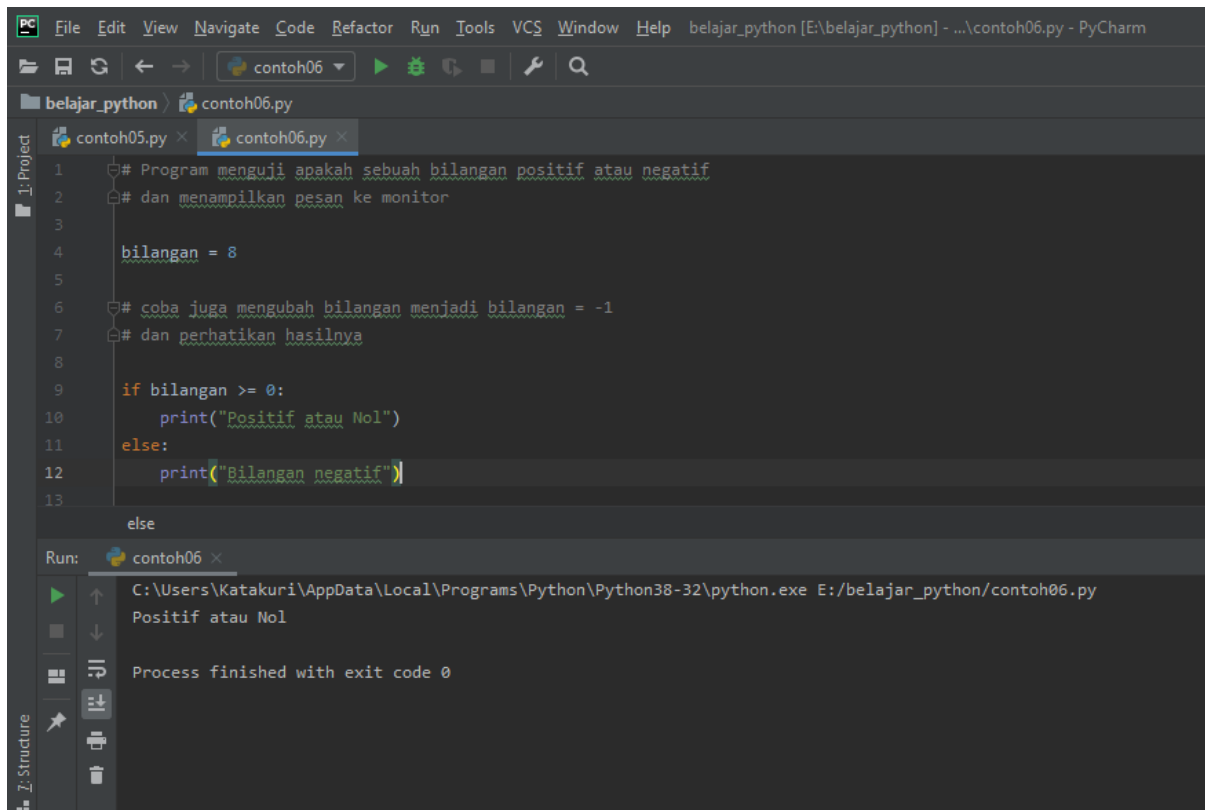 PC File Edit View Navigate Code Refactor Run Tools VCS Window Help belajar_python [E:\belajar_python] - ...\contoh06.py - PyCharm
contoh06
belajar_python contoh06.py
contoh05.py contoh06.py
1: Project
1 # Program menguji apakah sebuah bilangan positif atau negatif
2 # dan menampilkan pesan ke monitor
3
4 bilangan = 8
5
6 # coba juga mengubah bilangan menjadi bilangan = -1
7 # dan perhatikan hasilnya
8
9 if bilangan >= 0:
10     print("Positif atau Nol")
11 else:
12     print("Bilangan negatif")
13
else
Run: contoh06
C:\Users\Katakuri\AppData\Local\Programs\Python\Python38-32\python.exe E:/belajar_python/contoh06.py
Positif atau Nol
Process finished with exit code 0
7: Structure